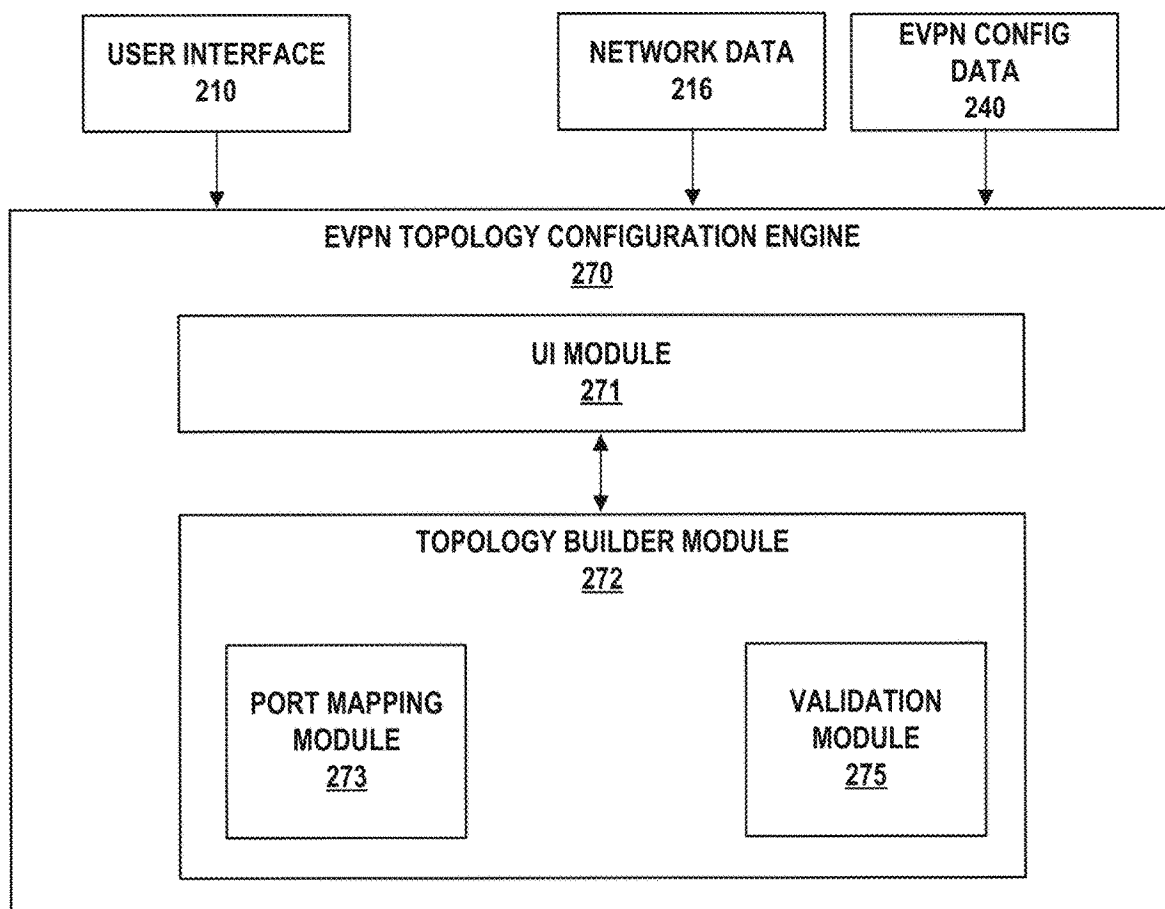 USER INTERFACE
210
NETWORK DATA
216
EVPN CONFIG
DATA
240
EVPN TOPOLOGY CONFIGURATION ENGINE
270
UI MODULE
271
TOPOLOGY BUILDER MODULE
272
PORT MAPPING
MODULE
273
VALIDATION
MODULE
275